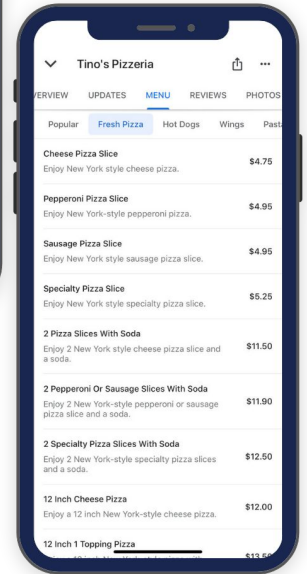 Tino's Pizzeria
ERVIEW UPDATES MENU REVIEWS PHOTOS
Popular Fresh Pizza Hot Dogs Wings Pasta
Cheese Pizza Slice
Enjoy New York style cheese pizza. $4.75
Pepperoni Pizza Slice
Enjoy New York-style pepperoni pizza. $4.95
Sausage Pizza Slice
Enjoy New York style sausage pizza slice. $4.95
Specialty Pizza Slice
Enjoy New York style specialty pizza slice. $5.25
2 Pizza Slices With Soda
Enjoy 2 New York style cheese pizza slice and $11.50
a soda.
2 Pepperoni Or Sausage Slices With Soda
Enjoy 2 New York-style pepperoni or sausage $11.90
pizza slice and a soda.
2 Specialty Pizza Slices With Soda
Enjoy 2 New York-style specialty pizza slices $12.50
and a soda.
12 Inch Cheese Pizza
Enjoy a 12 inch New York-style cheese pizza. $12.00
12 Inch 1 Topping Pizza
$13.50